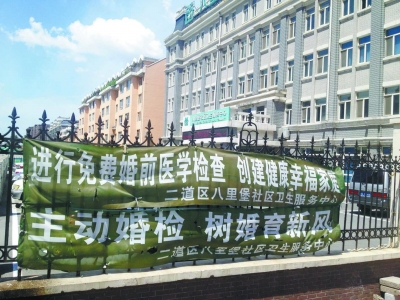 进行免费婚前医学检查 创建健康幸福家庭
二道区八里堡社区卫生服务中心
主动婚检 树婚育新风
二道区八里堡社区卫生服务中心